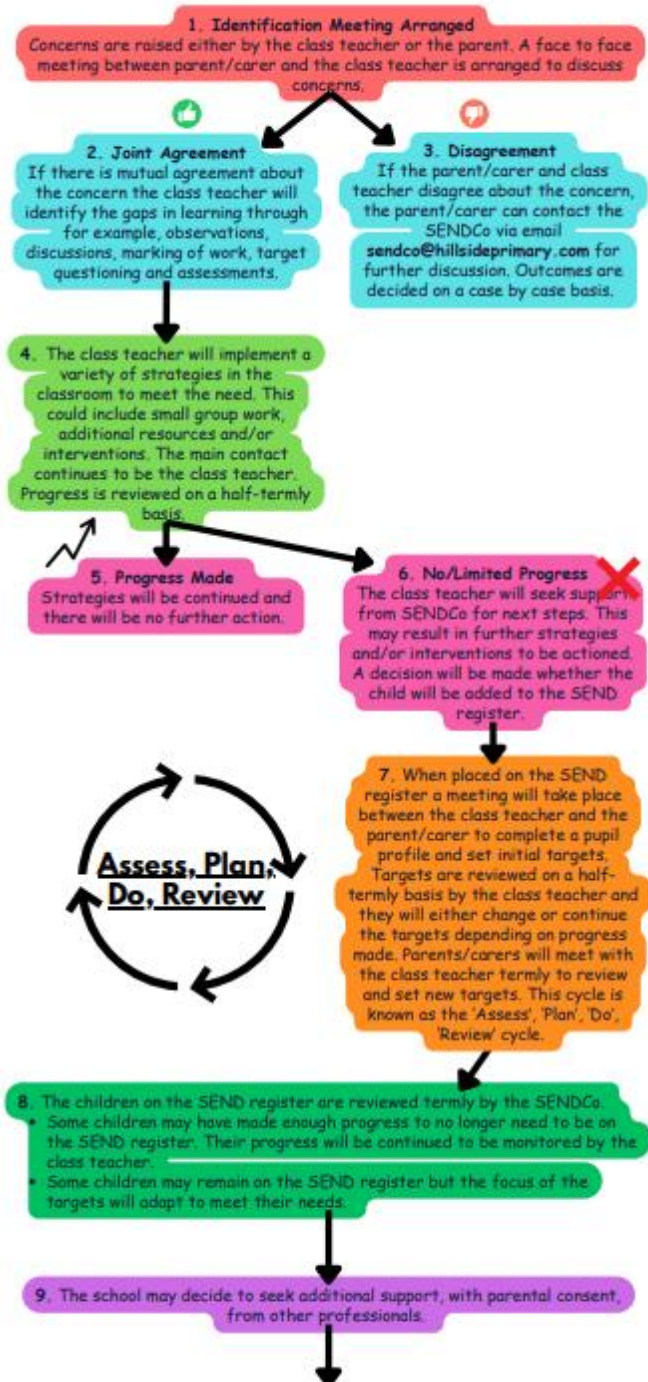 1. Identification Meeting Arranged
Concerns are raised either by the class teacher or the parent. A face to face
meeting between parent/carer and the class teacher is arranged to discuss
concerns.
2. Joint Agreement
If there is mutual agreement about
the concern the class teacher will
identify the gaps in learning through
for example, observations,
discussions, marking of work, target
questioning and assessments.
3. Disagreement
If the parent/carer and class
teacher disagree about the concern,
the parent/carer can contact the
SENDCo via email
sendco@hillsideprimary.com for
further discussion. Outcomes are
decided on a case by case basis.
4. The class teacher will implement a
variety of strategies in the
classroom to meet the need. This
could include small group work,
additional resources and/or
interventions. The main contact
continues to be the class teacher.
Progress is reviewed on a half-termly
basis.
5. Progress Made
Strategies will be continued and
there will be no further action.
6. No/Limited Progress
The class teacher will seek support
from SENDCo for next steps. This
may result in further strategies
and/or interventions to be actioned.
A decision will be made whether the
child will be added to the SEND
register.
Assess, Plan,
Do, Review
7. When placed on the SEND
register a meeting will take place
between the class teacher and the
parent/carer to complete a pupil
profile and set initial targets.
Targets are reviewed on a half-
termly basis by the class teacher and
they will either change or continue
the targets depending on progress
made. Parents/carers will meet with
the class teacher termly to review
and set new targets. This cycle is
known as the 'Assess', 'Plan', 'Do',
'Review' cycle.
8. The children on the SEND register are reviewed termly by the SENDCo.
• Some children may have made enough progress to no longer need to be on
the SEND register. Their progress will be continued to be monitored by the
class teacher.
• Some children may remain on the SEND register but the focus of the
targets will adapt to meet their needs.
9. The school may decide to seek additional support, with parental consent,
from other professionals.